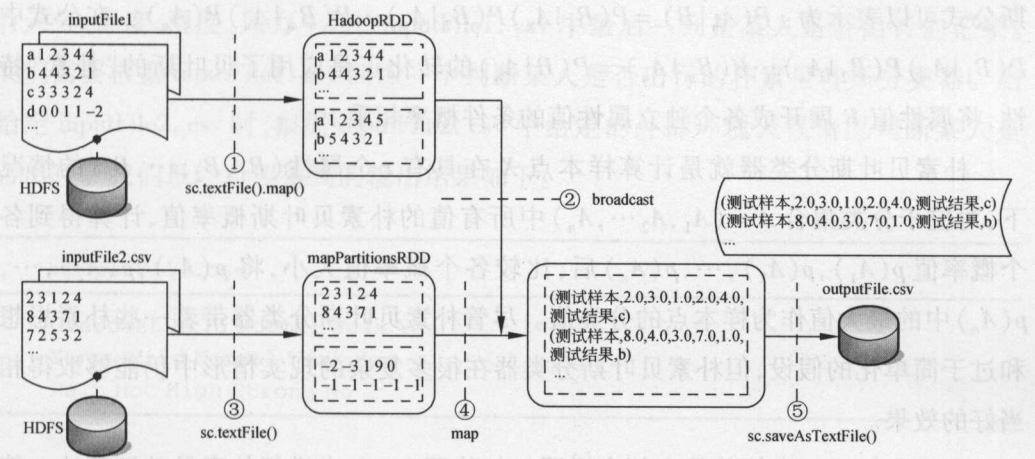 inputFile1
a 1 2 3 4 4
b 4 4 3 2 1
c 3 3 3 2 4
d 0 0 1 1 -2
HDFS
①
sc.textFile().map()
HadoopRDD
a 1 2 3 4 4
b 4 4 3 2 1
...
a 1 2 3 4 5
b 5 4 3 2 1
...
② broadcast
(测试样本,2.0,3.0,1.0,2.0,4.0,测试结果,c)
(测试样本,8.0,4.0,3.0,7.0,1.0,测试结果,b)
...
outputFile.csv
inputFile2.csv
2 3 1 2 4
8 4 3 7 1
7 2 5 3 2
HDFS
③
sc.textFile()
mapPartitionsRDD
2 3 1 2 4
8 4 3 7 1
...
-2 -3 1 9 0
1 -1 -1 -1 -1
④
map
(测试样本,2.0,3.0,1.0,2.0,4.0,
测试结果,c)
(测试样本,8.0,4.0,3.0,7.0,1.0,
测试结果,b)
...
⑤
sc.saveAsTextFile()